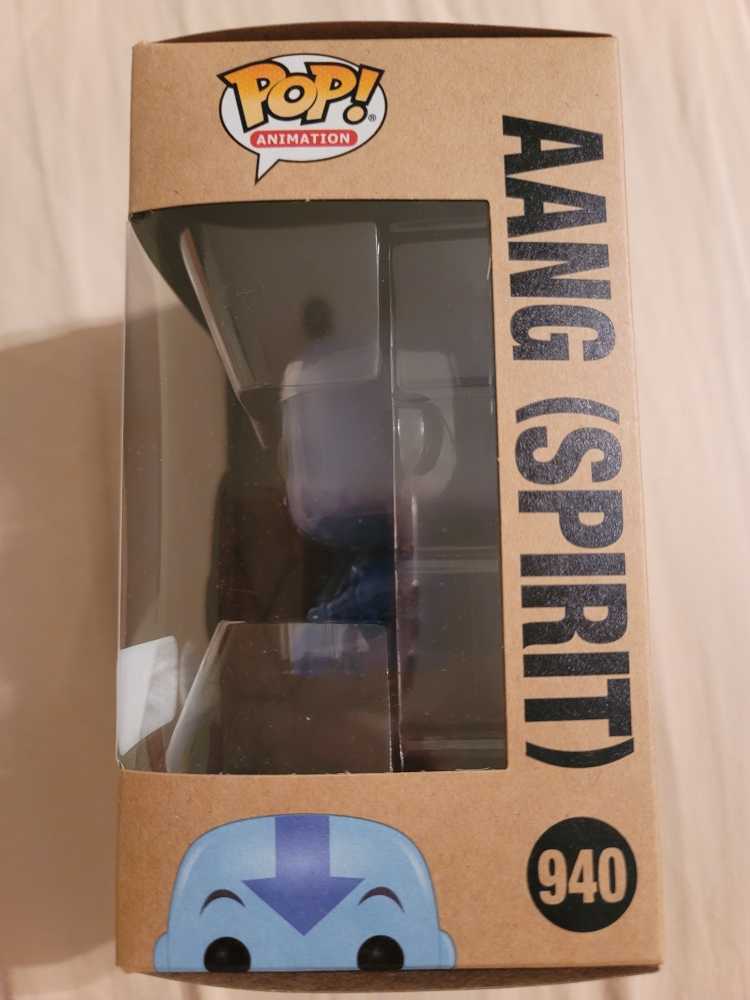 POP!®
ANIMATION
AANG (SPIRIT)
940